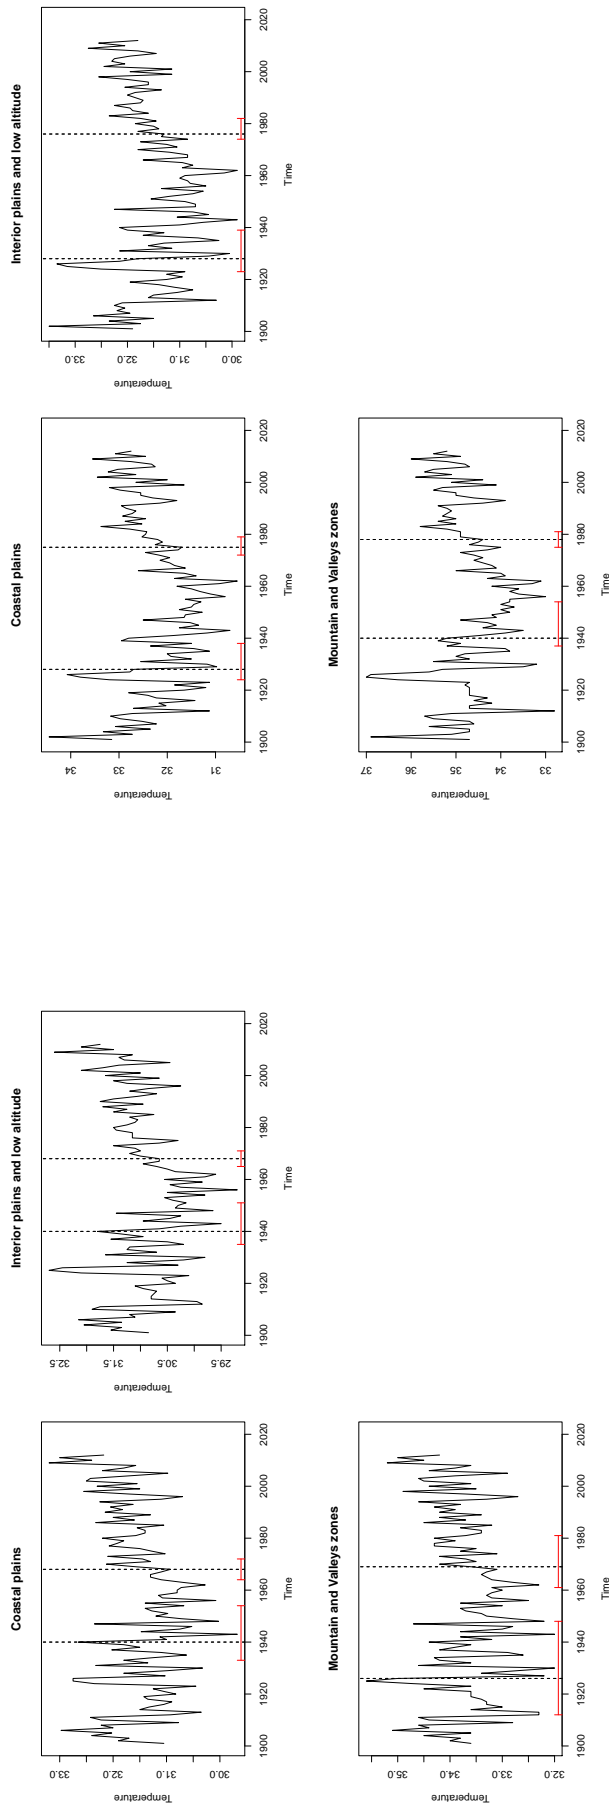 Coastal plains
Temperature
33.0
32.0
31.0
30.0
1900 1920 1940 1960 1980 2000 2020
Time
Interior plains and low altitude
Temperature
32.5
31.5
30.5
29.5
1900 1920 1940 1960 1980 2000 2020
Time
Mountain and Valleys zones
Temperature
35.0
34.0
33.0
32.0
1900 1920 1940 1960 1980 2000 2020
Time
Coastal plains
Temperature
34
33
32
31
1900 1920 1940 1960 1980 2000 2020
Time
Interior plains and low altitude
Temperature
33.0
32.0
31.0
30.0
1900 1920 1940 1960 1980 2000 2020
Time
Mountain and Valleys zones
Temperature
37
36
35
34
33
1900 1920 1940 1960 1980 2000 2020
Time